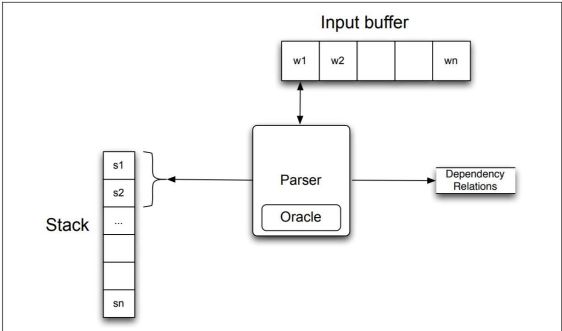 Input buffer
w1 w2 wn
s1
s2
...
sn
Stack
Parser
Oracle
Dependency
Relations